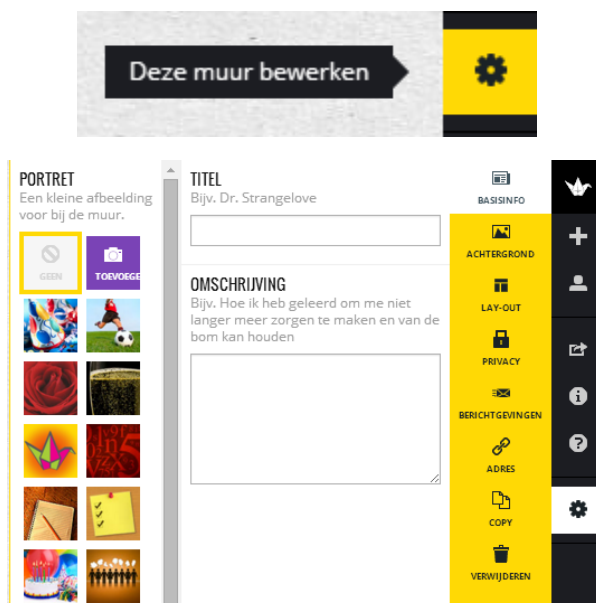 Deze muur bewerken
PORTRET
Een kleine afbeelding
voor bij de muur.
GEEN
TOEVOEGE
TITEL
Bijv. Dr. Strangelove
OMSCHRIJVING
Bijv. Hoe ik heb geleerd om me niet
langer meer zorgen te maken en van de
bom kan houden
BASISINFO
ACHTERGROND
LAY-OUT
PRIVACY
BERICHTGEVINGEN
ADRES
COPY
VERWIJDEREN